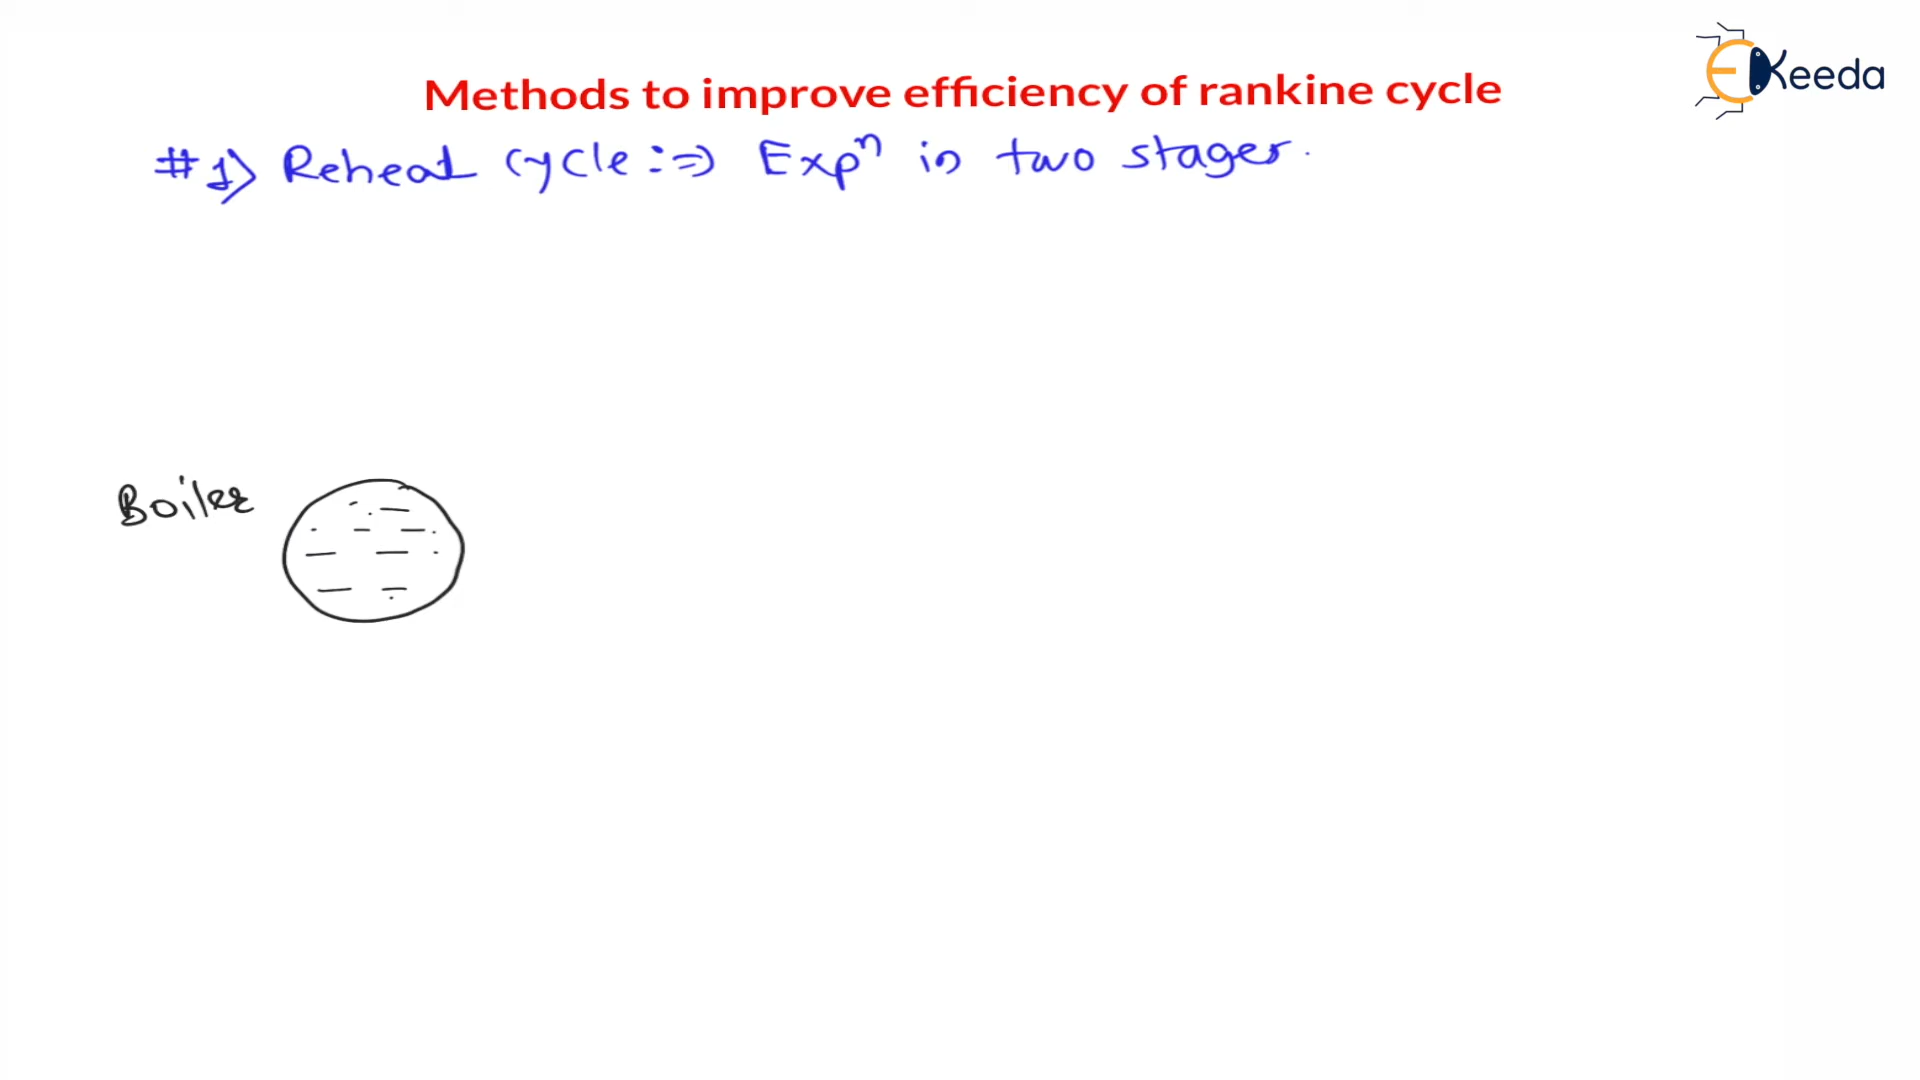 EKeeda
Methods to improve efficiency of rankine cycle
# 1) Reheat cycle :=> Expⁿ in two stages.
Boiler